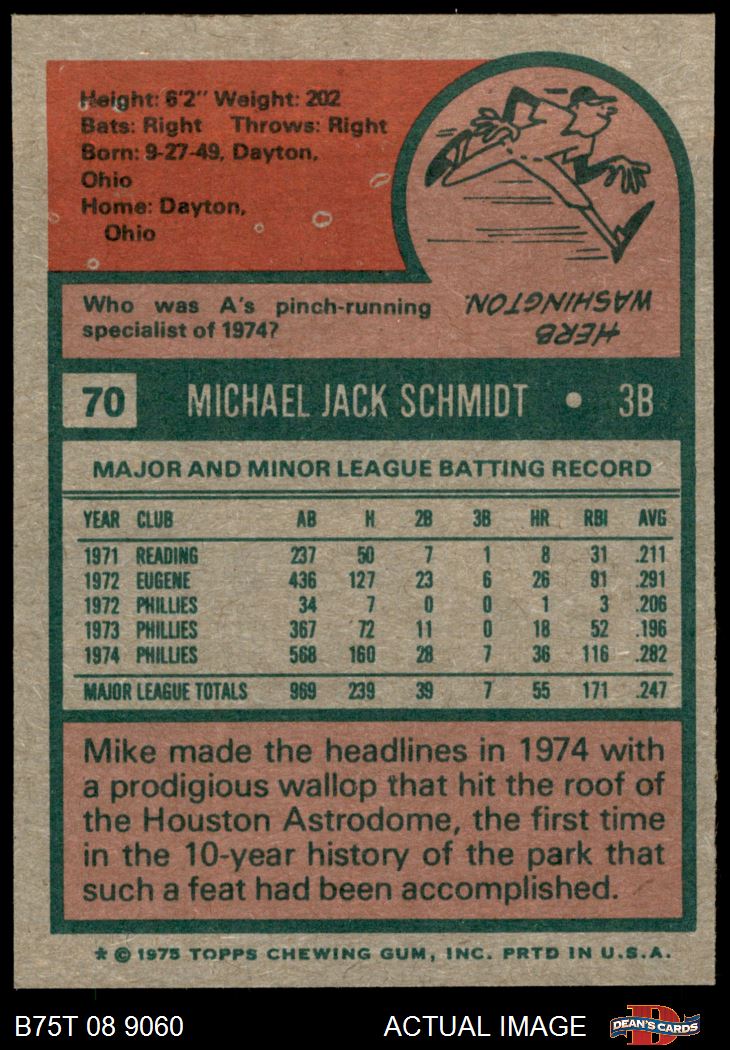 Height: 6'2" Weight: 202
Bats: Right Throws: Right
Born: 9-27-49, Dayton,
Ohio
Home: Dayton,
Ohio
Who was A's pinch-running
specialist of 1974?
HERB
WASHINGTON.
70 MICHAEL JACK SCHMIDT • 3B
MAJOR AND MINOR LEAGUE BATTING RECORD
YEAR CLUB AB H 2B 3B HR RBI AVG
1971 READING 237 50 7 1 8 31 .211
1972 EUGENE 436 127 23 6 26 91 .291
1972 PHILLIES 34 7 0 0 1 3 .206
1973 PHILLIES 367 72 11 0 18 52 .196
1974 PHILLIES 568 160 28 7 36 116 .282
MAJOR LEAGUE TOTALS 969 239 39 7 55 171 .247
Mike made the headlines in 1974 with
a prodigious wallop that hit the roof of
the Houston Astrodome, the first time
in the 10-year history of the park that
such a feat had been accomplished.
* © 1975 TOPPS CHEWING GUM, INC. PRTD IN U.S.A.
B75T 08 9060 ACTUAL IMAGE DEAN'S CARDS